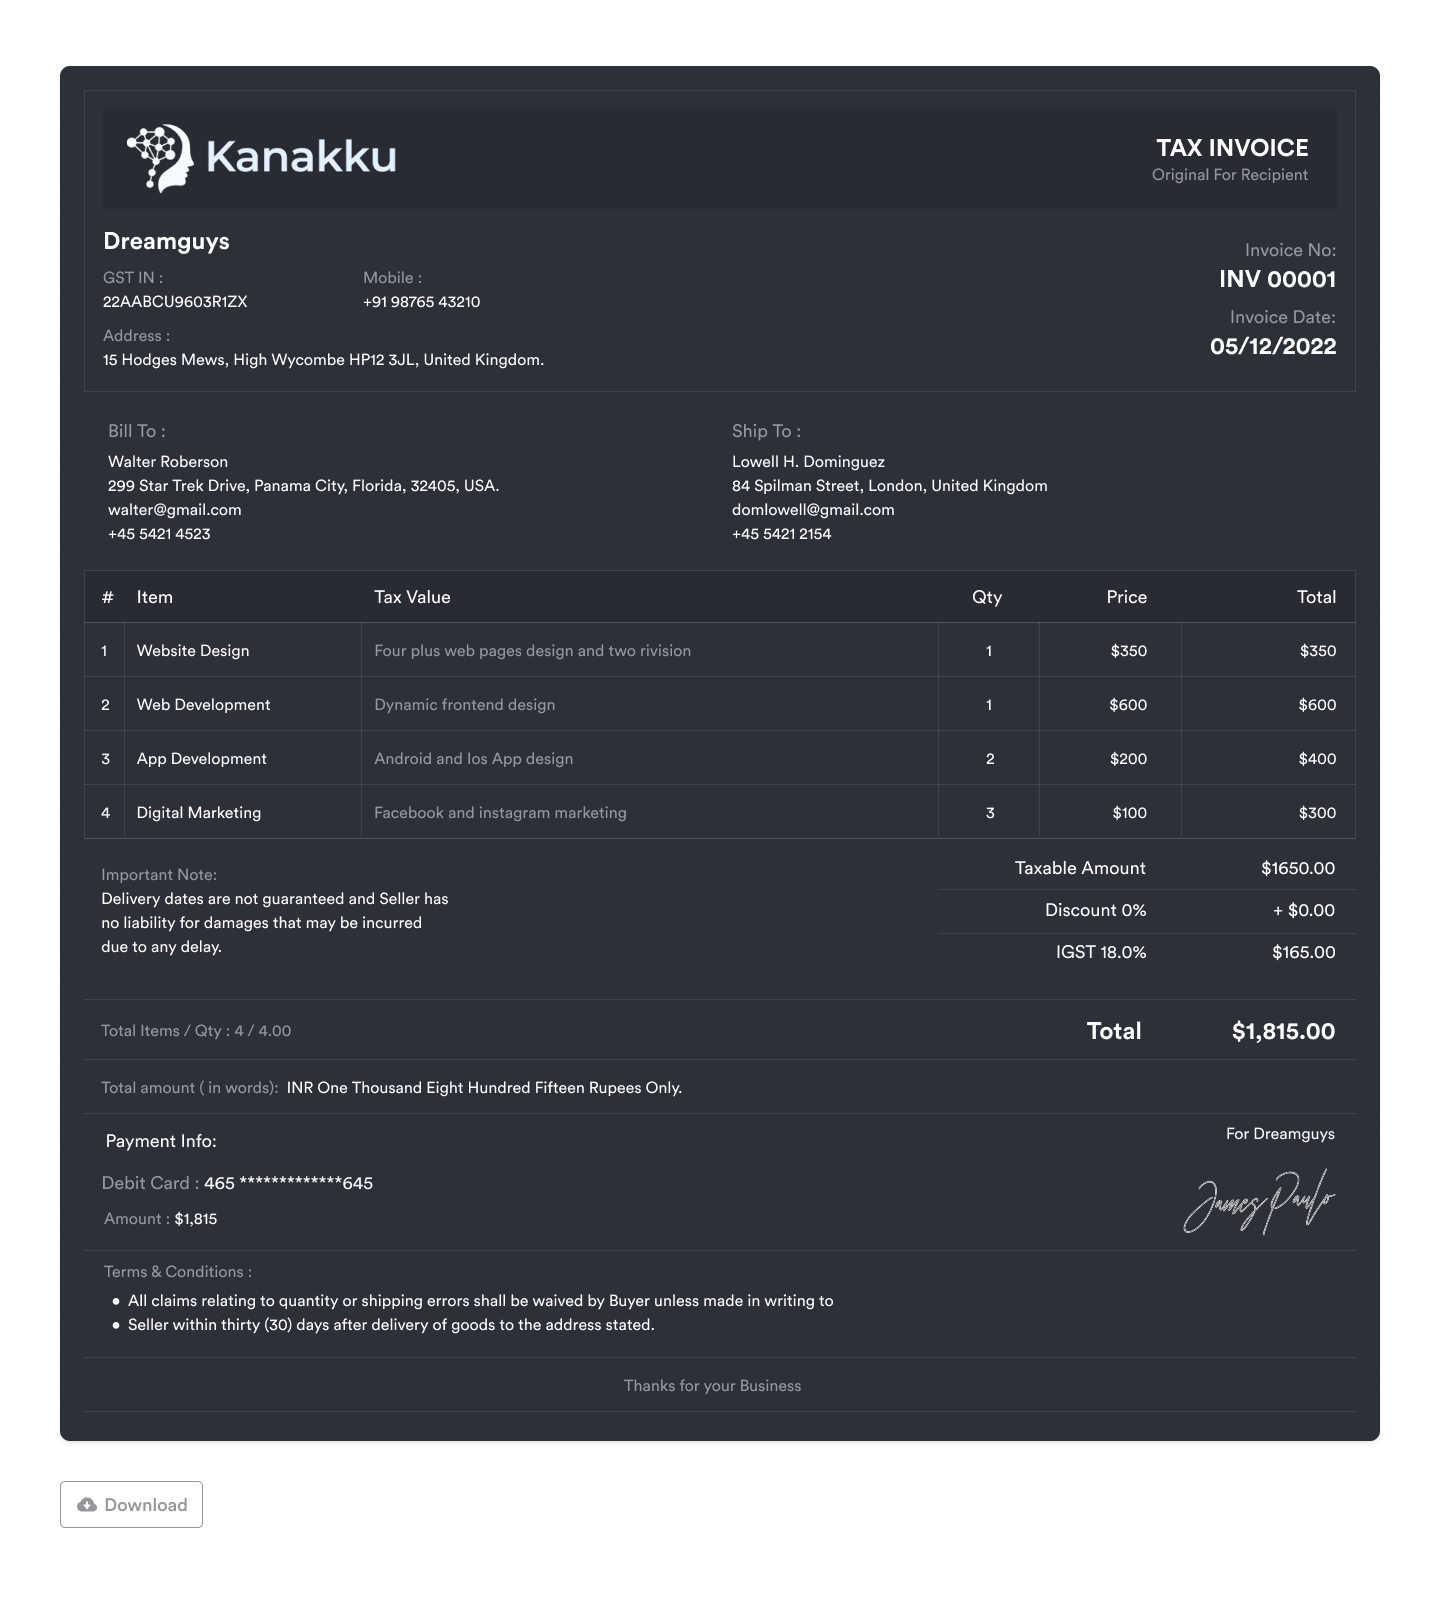 Kanakku
TAX INVOICE
Original For Recipient
Dreamguys
GST IN :
22AABCU9603R1ZX
Mobile :
+91 98765 43210
Address :
15 Hodges Mews, High Wycombe HP12 3JL, United Kingdom.
Invoice No:
INV 00001
Invoice Date:
05/12/2022
Bill To :
Walter Roberson
299 Star Trek Drive, Panama City, Florida, 32405, USA.
walter@gmail.com
+45 5421 4523
Ship To :
Lowell H. Dominguez
84 Spilman Street, London, United Kingdom
domlowell@gmail.com
+45 5421 2154
# Item Tax Value Qty Price Total
1 Website Design Four plus web pages design and two rivision 1 $350 $350
2 Web Development Dynamic frontend design 1 $600 $600
3 App Development Android and Ios App design 2 $200 $400
4 Digital Marketing Facebook and instagram marketing 3 $100 $300
Important Note:
Delivery dates are not guaranteed and Seller has
no liability for damages that may be incurred
due to any delay.
Taxable Amount $1650.00
Discount 0% + $0.00
IGST 18.0% $165.00
Total Items / Qty : 4 / 4.00
Total $1,815.00
Total amount ( in words): INR One Thousand Eight Hundred Fifteen Rupees Only.
Payment Info:
Debit Card : 465 *************645
Amount : $1,815
For Dreamguys
James Paulo
Terms & Conditions :
• All claims relating to quantity or shipping errors shall be waived by Buyer unless made in writing to
• Seller within thirty (30) days after delivery of goods to the address stated.
Thanks for your Business
Download